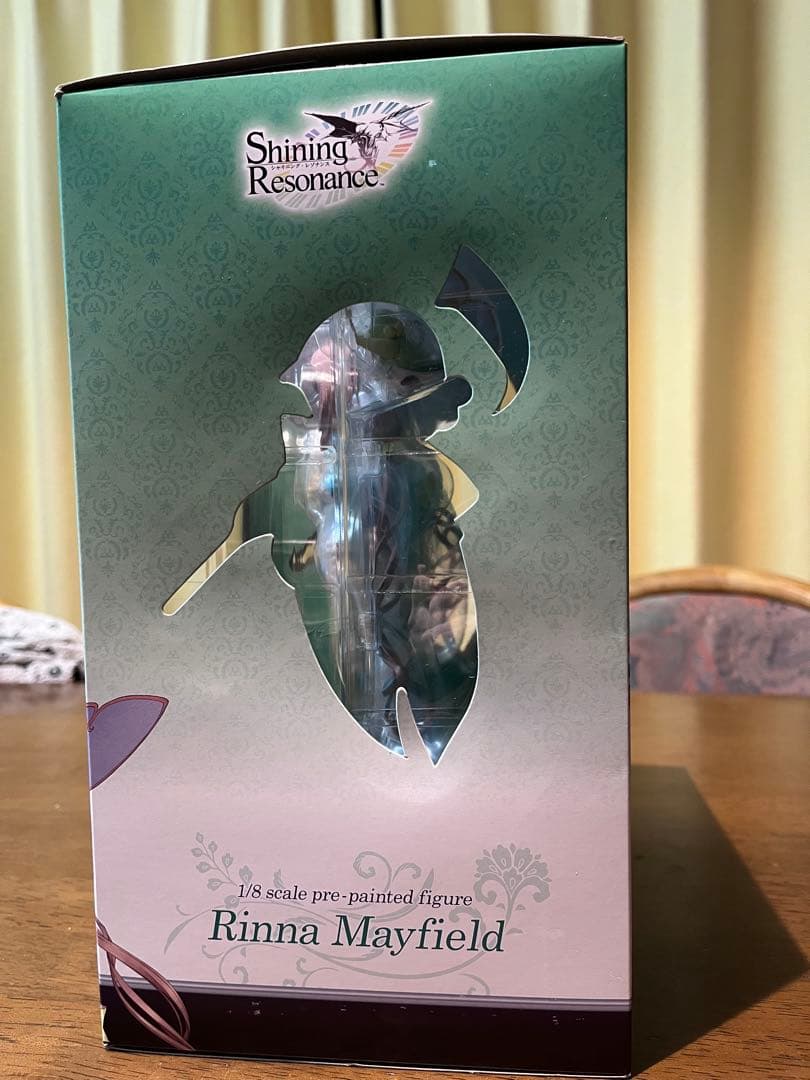 Shining
シャイニング・レゾナンス
Resonance™
1/8 scale pre-painted figure
Rinna Mayfield